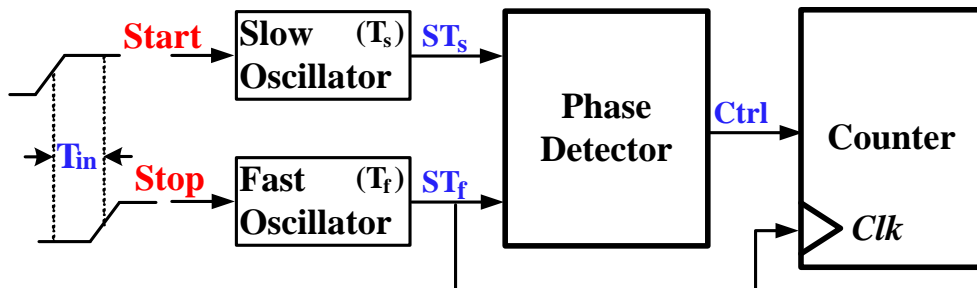 Start
Slow (Ts)
Oscillator
STs
Phase
Detector
Ctrl
Counter
Tin
Stop
Fast (Tf)
Oscillator
STf
Clk